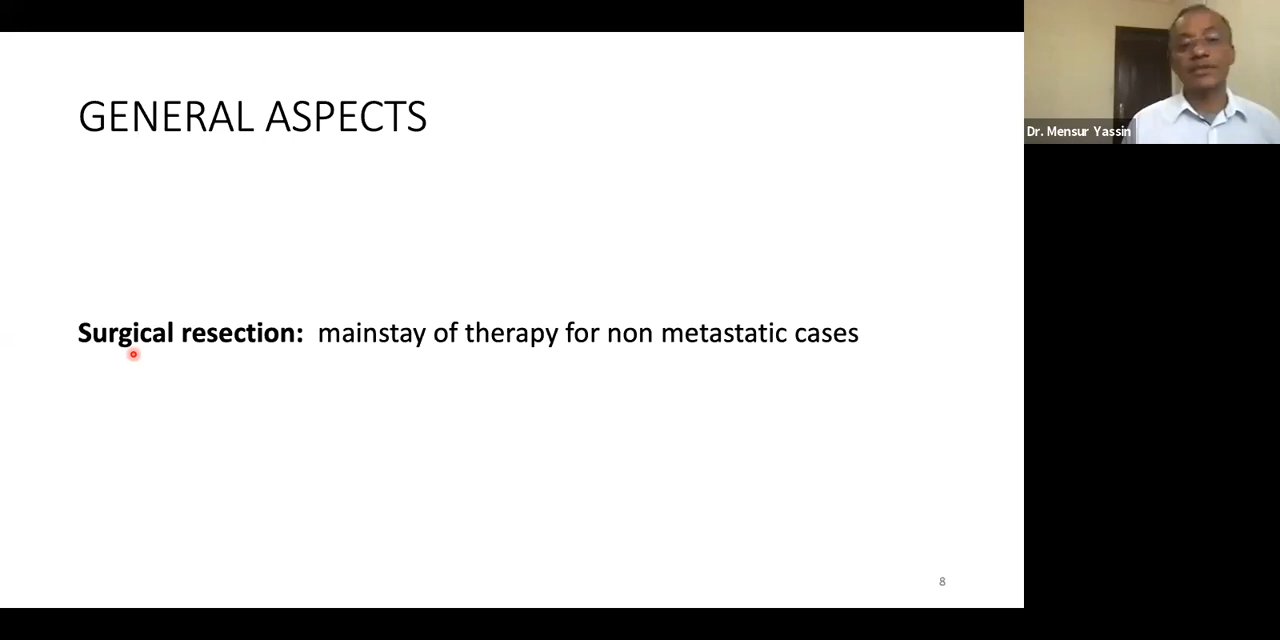 GENERAL ASPECTS
Dr. Mensur Yassin
Surgical resection: mainstay of therapy for non metastatic cases
8